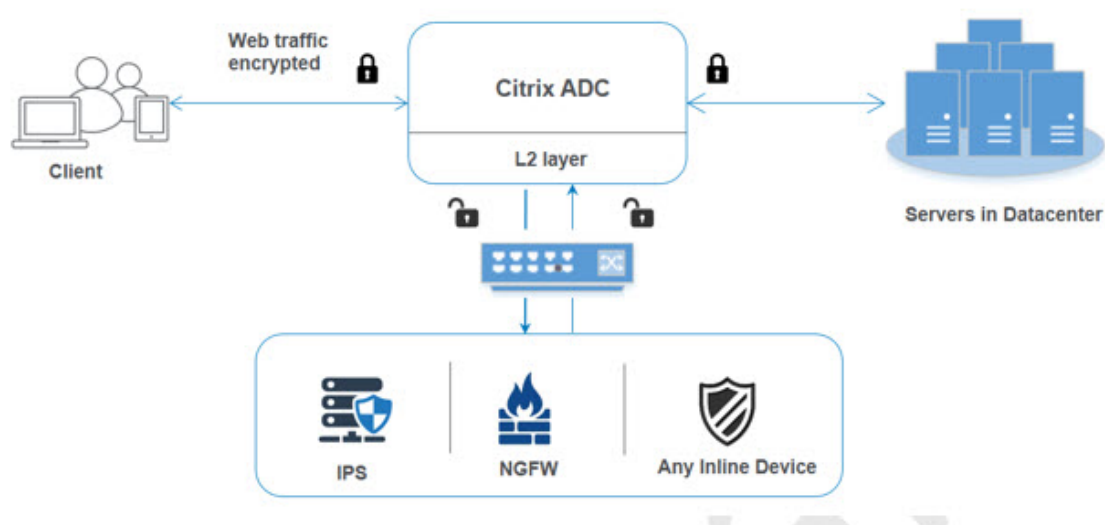 Web traffic
encrypted
Citrix ADC
L2 layer
Client
Servers in Datacenter
IPS
NGFW
Any Inline Device